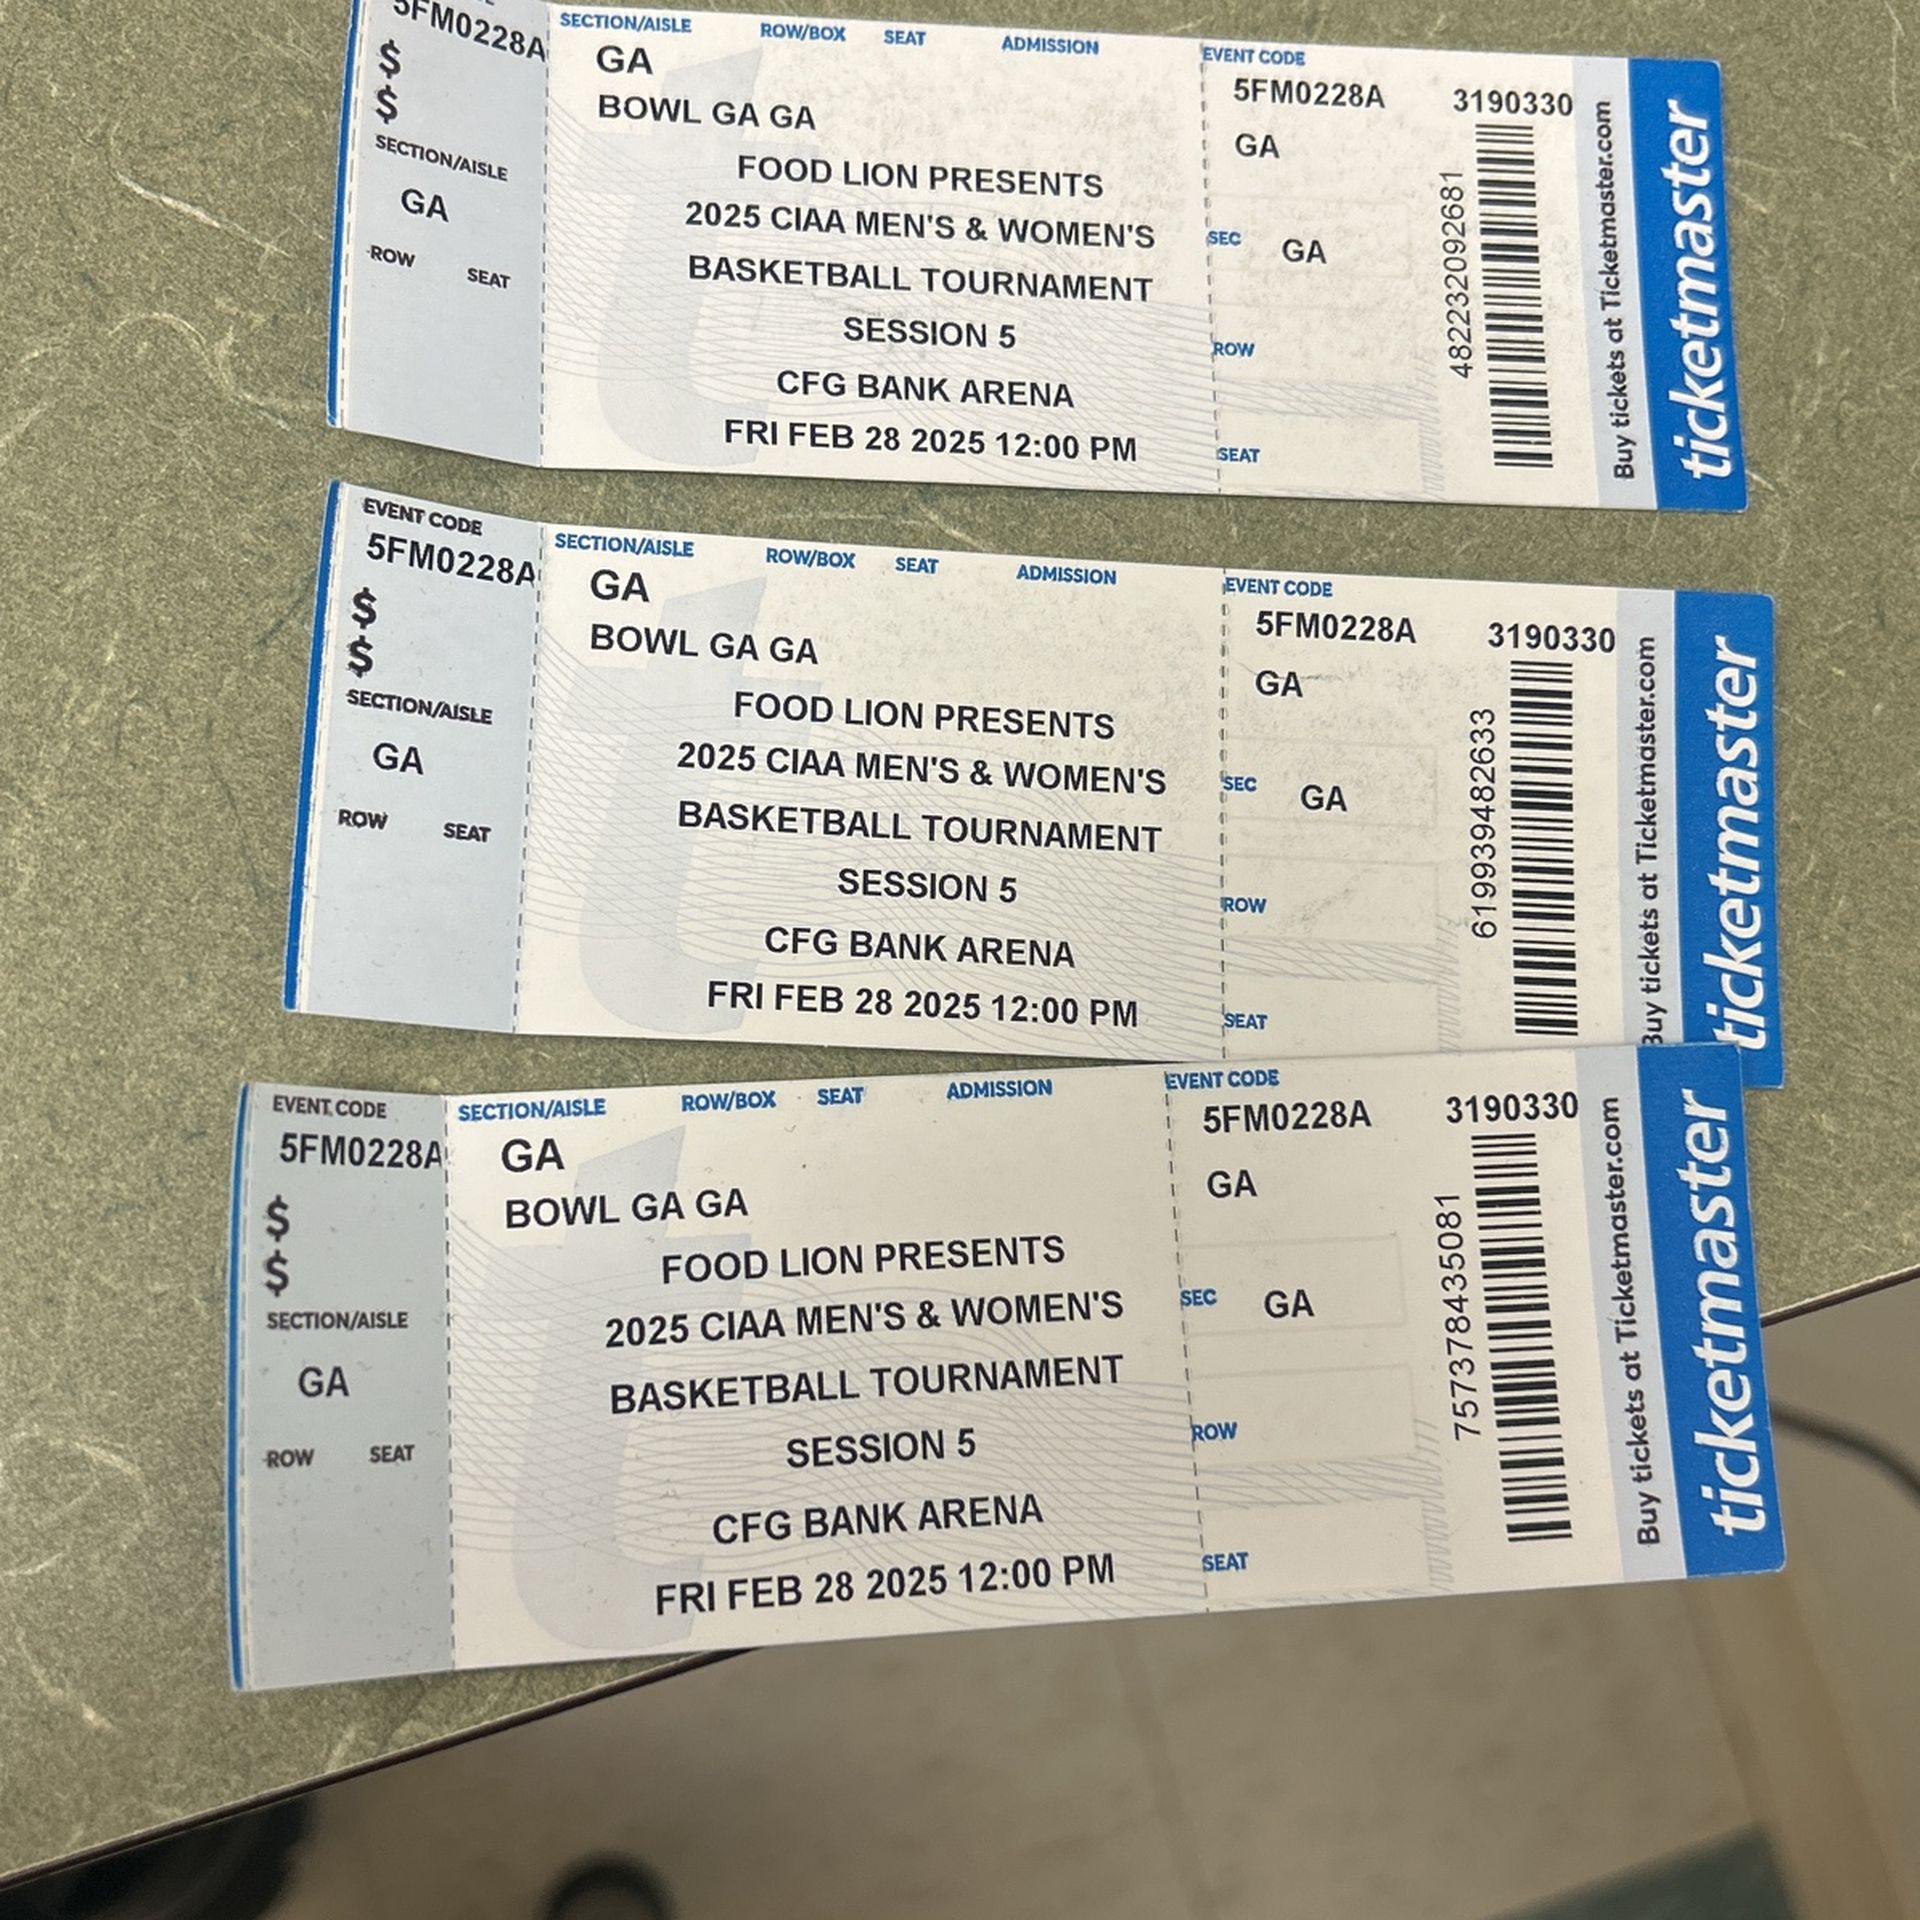 5FM0228A
$
$
SECTION/AISLE
GA
ROW SEAT
SECTION/AISLE ROW/BOX SEAT ADMISSION
GA
BOWL GA GA
FOOD LION PRESENTS
2025 CIAA MEN'S & WOMEN'S
BASKETBALL TOURNAMENT
SESSION 5
CFG BANK ARENA
FRI FEB 28 2025 12:00 PM
EVENT CODE
5FM0228A 3190330
GA
SEC GA
ROW
SEAT
482232092681
Buy tickets at Ticketmaster.com
ticketmaster
EVENT CODE
5FM0228A
$
$
SECTION/AISLE
GA
ROW SEAT
SECTION/AISLE ROW/BOX SEAT ADMISSION
GA
BOWL GA GA
FOOD LION PRESENTS
2025 CIAA MEN'S & WOMEN'S
BASKETBALL TOURNAMENT
SESSION 5
CFG BANK ARENA
FRI FEB 28 2025 12:00 PM
EVENT CODE
5FM0228A 3190330
GA
SEC GA
ROW
SEAT
619939482633
Buy tickets at Ticketmaster.com
ticketmaster
EVENT CODE
5FM0228A
$
$
SECTION/AISLE
GA
ROW SEAT
SECTION/AISLE ROW/BOX SEAT ADMISSION
GA
BOWL GA GA
FOOD LION PRESENTS
2025 CIAA MEN'S & WOMEN'S
BASKETBALL TOURNAMENT
SESSION 5
CFG BANK ARENA
FRI FEB 28 2025 12:00 PM
EVENT CODE
5FM0228A 3190330
GA
SEC GA
ROW
SEAT
757378435081
Buy tickets at Ticketmaster.com
ticketmaster